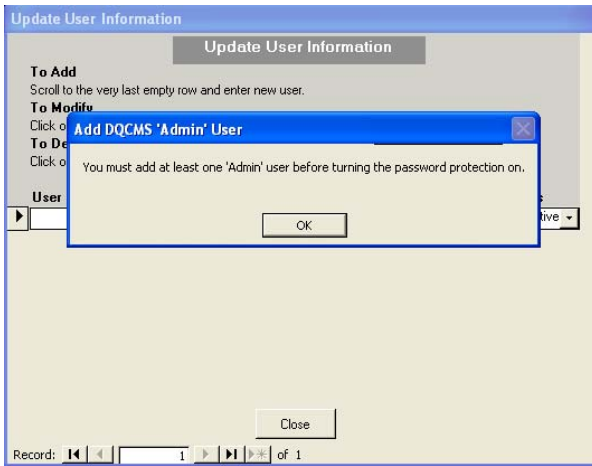 Update User Information
Update User Information
To Add
Scroll to the very last empty row and enter new user.
To Modify
Click o
Add DQCMS 'Admin' User
To De
Click o
You must add at least one 'Admin' user before turning the password protection on.
User
tive
OK
Close
Record: 1 of 1